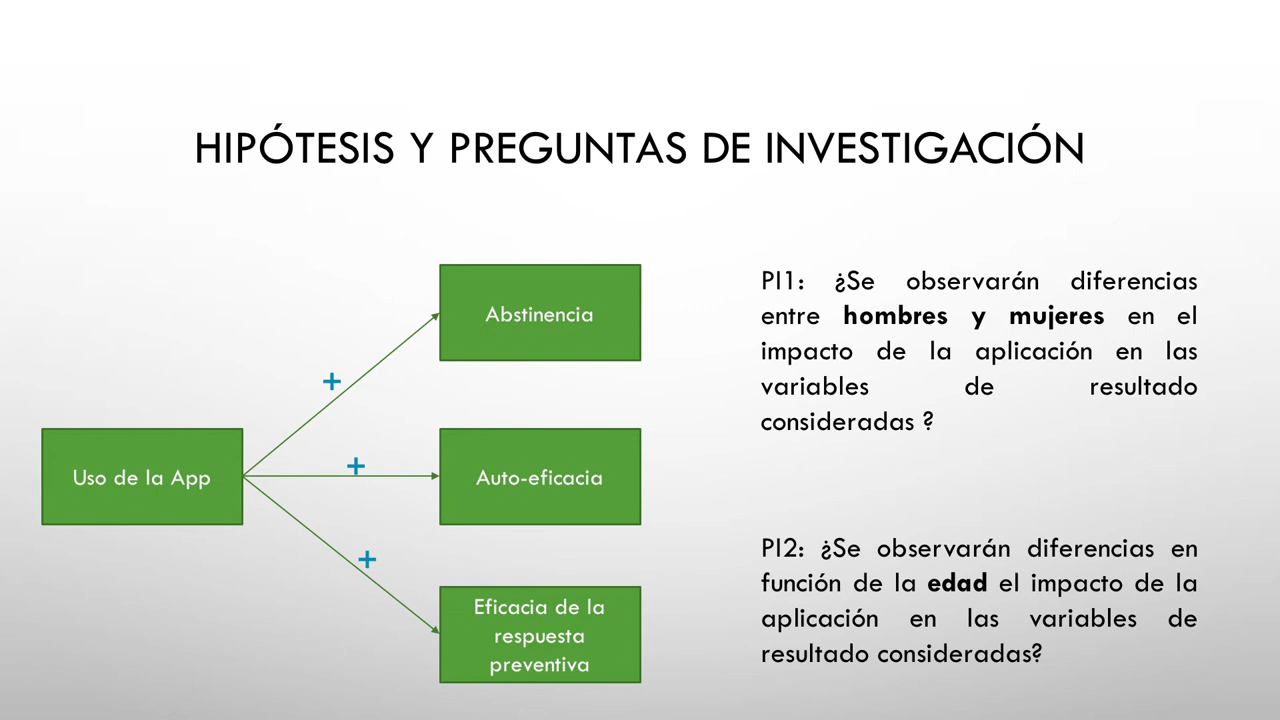 HIPÓTESIS Y PREGUNTAS DE INVESTIGACIÓN
Abstinencia
+
+
Uso de la App
Auto-eficacia
+
Eficacia de la
respuesta
preventiva
PI1: ¿Se observarán diferencias
entre hombres y mujeres en el
impacto de la aplicación en las
variables de resultado
consideradas ?
PI2: ¿Se observarán diferencias en
función de la edad el impacto de la
aplicación en las variables de
resultado consideradas?